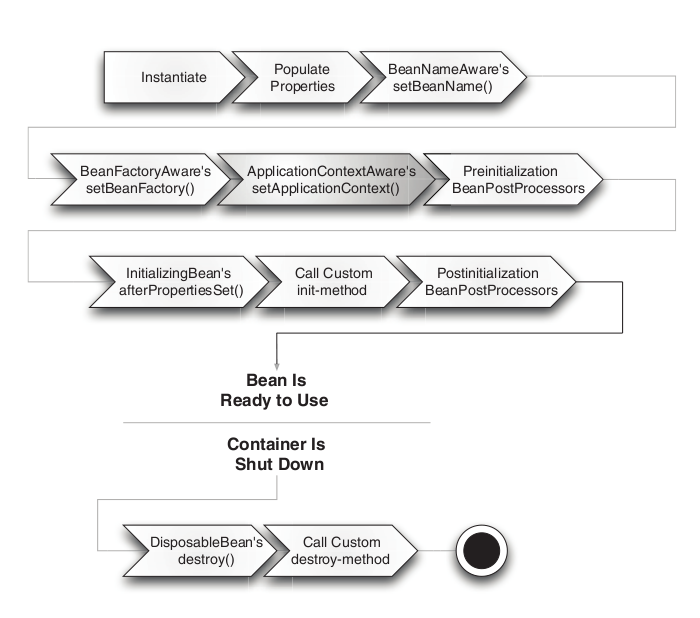 Instantiate
Populate
Properties
BeanNameAware's
setBeanName()
BeanFactoryAware's
setBeanFactory()
ApplicationContextAware's
setApplicationContext()
Preinitialization
BeanPostProcessors
InitializingBean's
afterPropertiesSet()
Call Custom
init-method
Postinitialization
BeanPostProcessors
Bean Is
Ready to Use
Container Is
Shut Down
DisposableBean's
destroy()
Call Custom
destroy-method